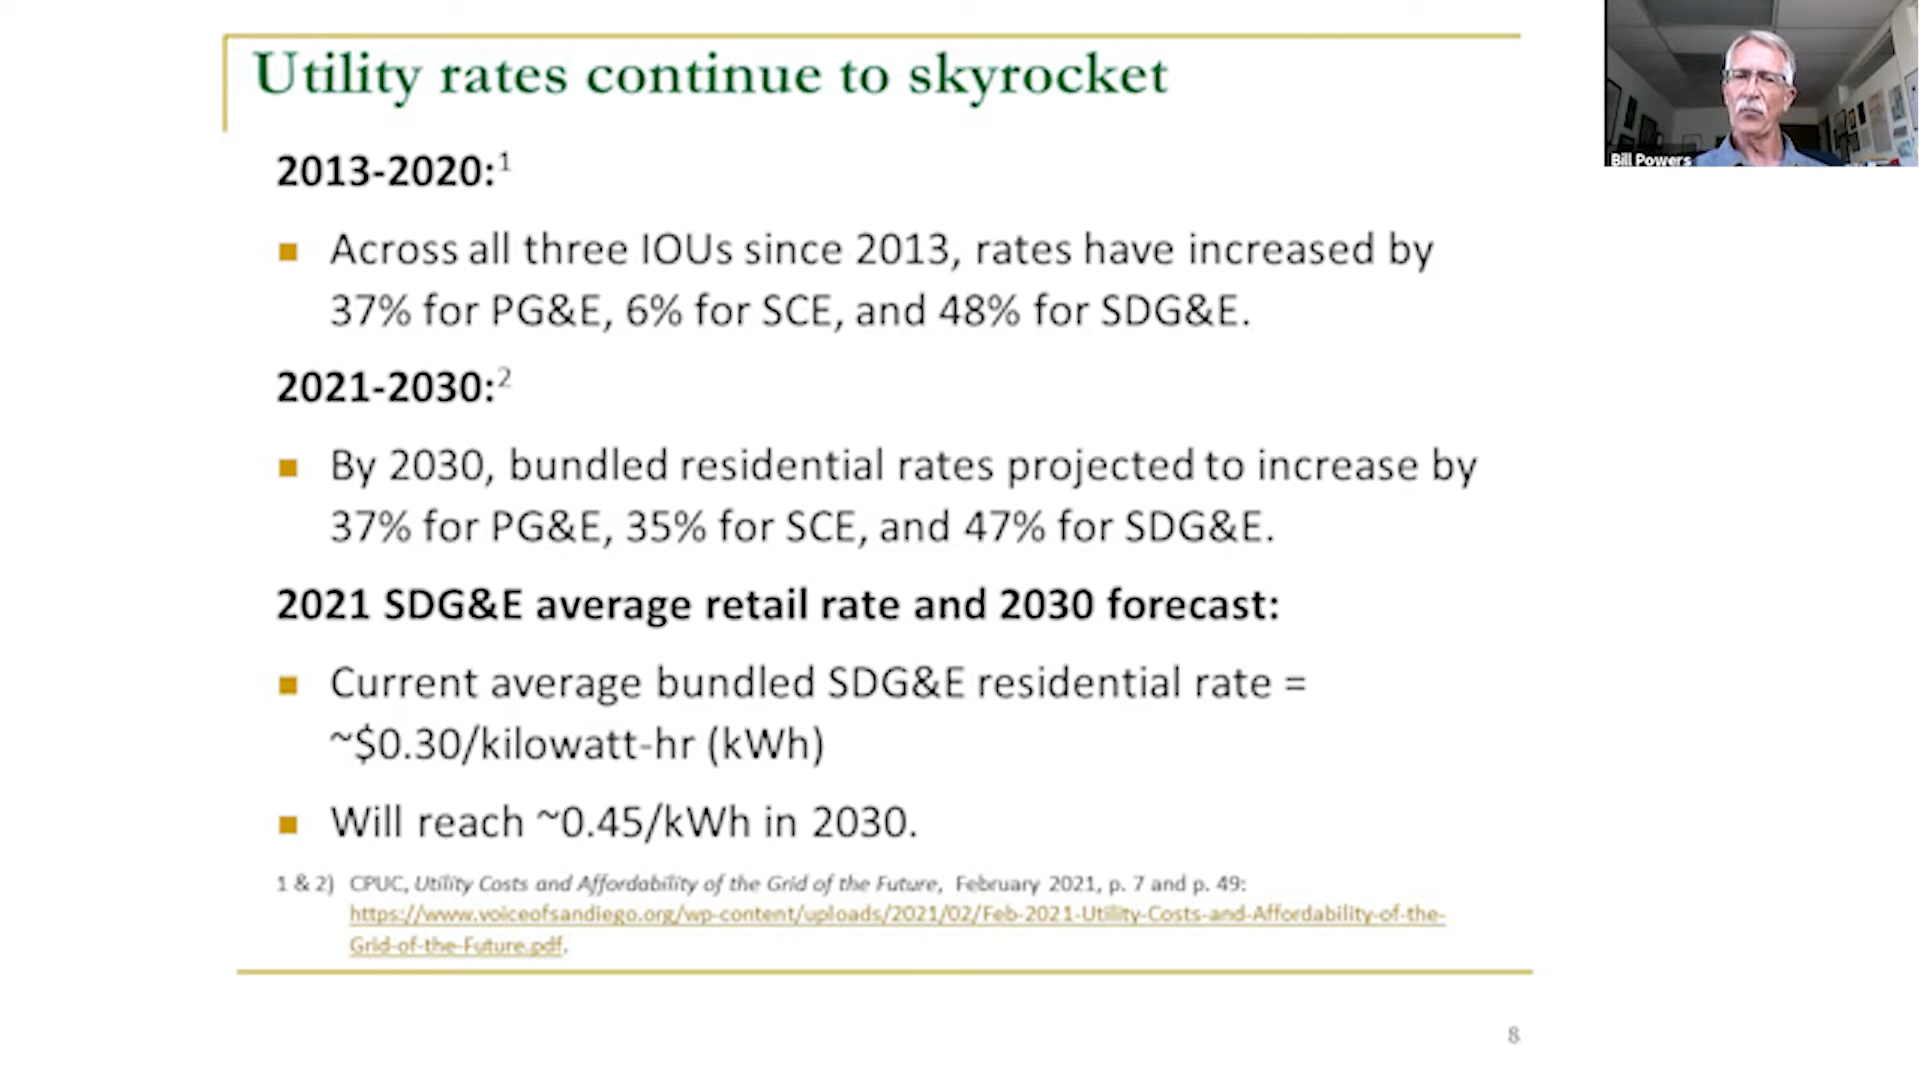 Utility rates continue to skyrocket
Bill Powers
2013-2020:1
■ Across all three IOUs since 2013, rates have increased by
37% for PG&E, 6% for SCE, and 48% for SDG&E.
2021-2030:2
■ By 2030, bundled residential rates projected to increase by
37% for PG&E, 35% for SCE, and 47% for SDG&E.
2021 SDG&E average retail rate and 2030 forecast:
■ Current average bundled SDG&E residential rate =
~$0.30/kilowatt-hr (kWh)
■ Will reach ~0.45/kWh in 2030.
1 & 2) CPUC, Utility Costs and Affordability of the Grid of the Future, February 2021, p. 7 and p. 49:
https://www.voiceofsandiego.org/wp-content/uploads/2021/02/Feb-2021-Utility-Costs-and-Affordability-of-the-
Grid-of-the-Future.pdf.
8